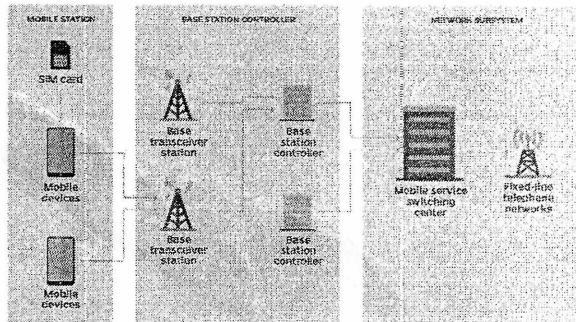 MOBILE STATION
BASE STATION CONTROLLER
NETWORK SUBSYSTEM
SIM card
Mobile
devices
Mobile
devices
Base
transceiver
station
Base
station
controller
Base
transceiver
station
Base
station
controller
Mobile service
switching
center
Fixed-line
telephone
networks